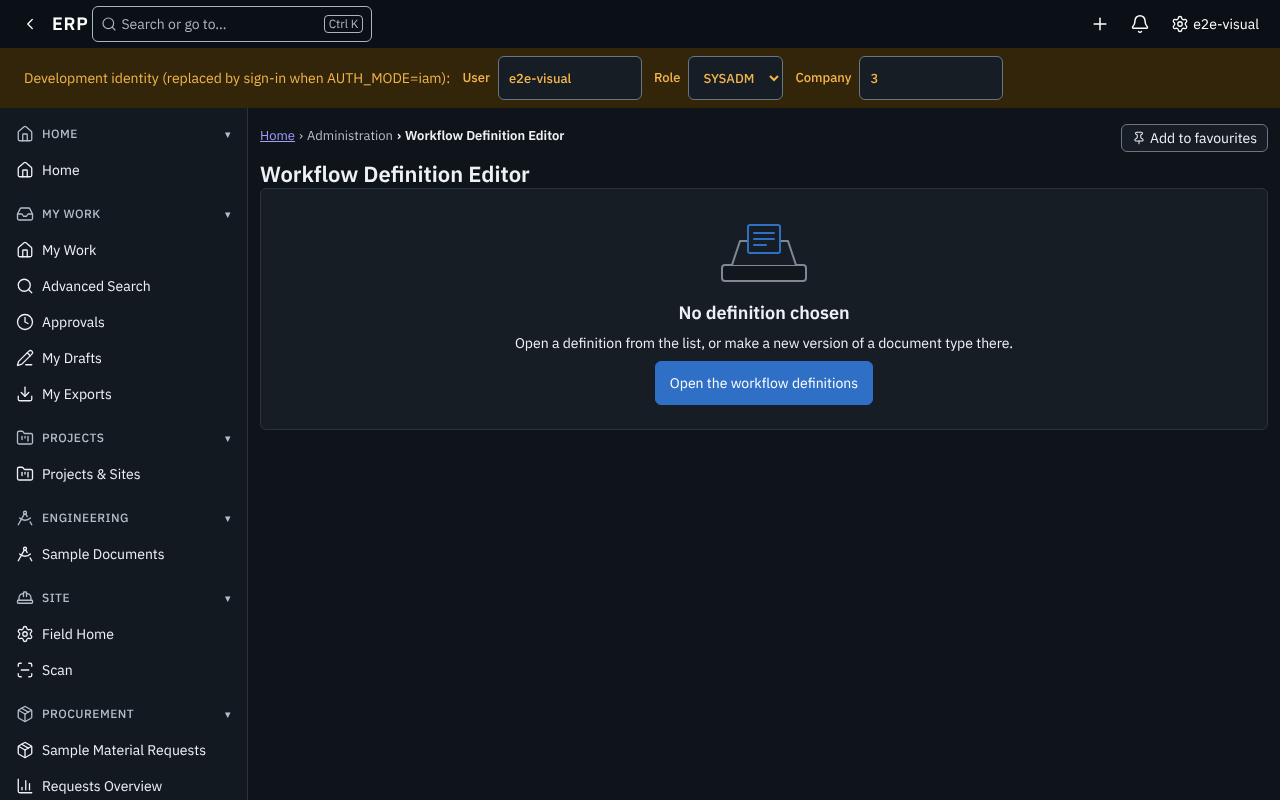 ERP
Search or go to... Ctrl K
e2e-visual
Development identity (replaced by sign-in when AUTH_MODE=iam): User e2e-visual Role SYSADM Company 3
HOME
Home
MY WORK
My Work
Advanced Search
Approvals
My Drafts
My Exports
PROJECTS
Projects & Sites
ENGINEERING
Sample Documents
SITE
Field Home
Scan
PROCUREMENT
Sample Material Requests
Requests Overview
Home › Administration › Workflow Definition Editor
Add to favourites
Workflow Definition Editor
No definition chosen
Open a definition from the list, or make a new version of a document type there.
Open the workflow definitions